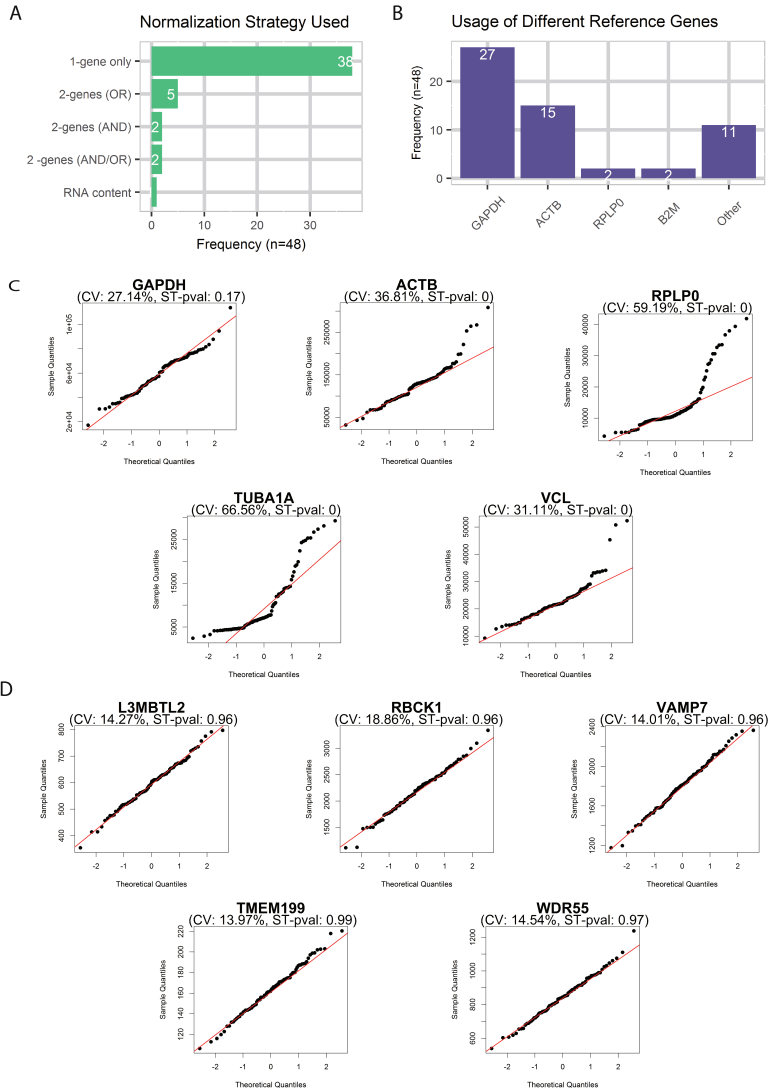 A
Normalization Strategy Used
1-gene only
2-genes (OR)
2-genes (AND)
2 -genes (AND/OR)
RNA content
38
5
2
2
0 10 20 30
Frequency (n=48)
B
Usage of Different Reference Genes
Frequency (n=48)
20
10
0
27
15
2
2
11
GAPDH
ACTB
RPLP0
B2M
Other
C
GAPDH
(CV: 27.14%, ST-pval: 0.17)
Sample Quantiles
2e+04 6e+04 1e+05
-2 -1 0 1 2
Theoretical Quantiles
ACTB
(CV: 36.81%, ST-pval: 0)
Sample Quantiles
50000 150000 250000
-2 -1 0 1 2
Theoretical Quantiles
RPLP0
(CV: 59.19%, ST-pval: 0)
Sample Quantiles
10000 20000 30000 40000
-2 -1 0 1 2
Theoretical Quantiles
TUBA1A
(CV: 66.56%, ST-pval: 0)
Sample Quantiles
5000 15000 25000
-2 -1 0 1 2
Theoretical Quantiles
VCL
(CV: 31.11%, ST-pval: 0)
Sample Quantiles
10000 20000 30000 40000 50000
-2 -1 0 1 2
Theoretical Quantiles
D
L3MBTL2
(CV: 14.27%, ST-pval: 0.96)
Sample Quantiles
400 500 600 700 800
-2 -1 0 1 2
Theoretical Quantiles
RBCK1
(CV: 18.86%, ST-pval: 0.96)
Sample Quantiles
1500 2000 2500 3000
-2 -1 0 1 2
Theoretical Quantiles
VAMP7
(CV: 14.01%, ST-pval: 0.96)
Sample Quantiles
1200 1600 2000 2400
-2 -1 0 1 2
Theoretical Quantiles
TMEM199
(CV: 13.97%, ST-pval: 0.99)
Sample Quantiles
120 140 160 180 200 220
-2 -1 0 1 2
Theoretical Quantiles
WDR55
(CV: 14.54%, ST-pval: 0.97)
Sample Quantiles
600 800 1000 1200
-2 -1 0 1 2
Theoretical Quantiles